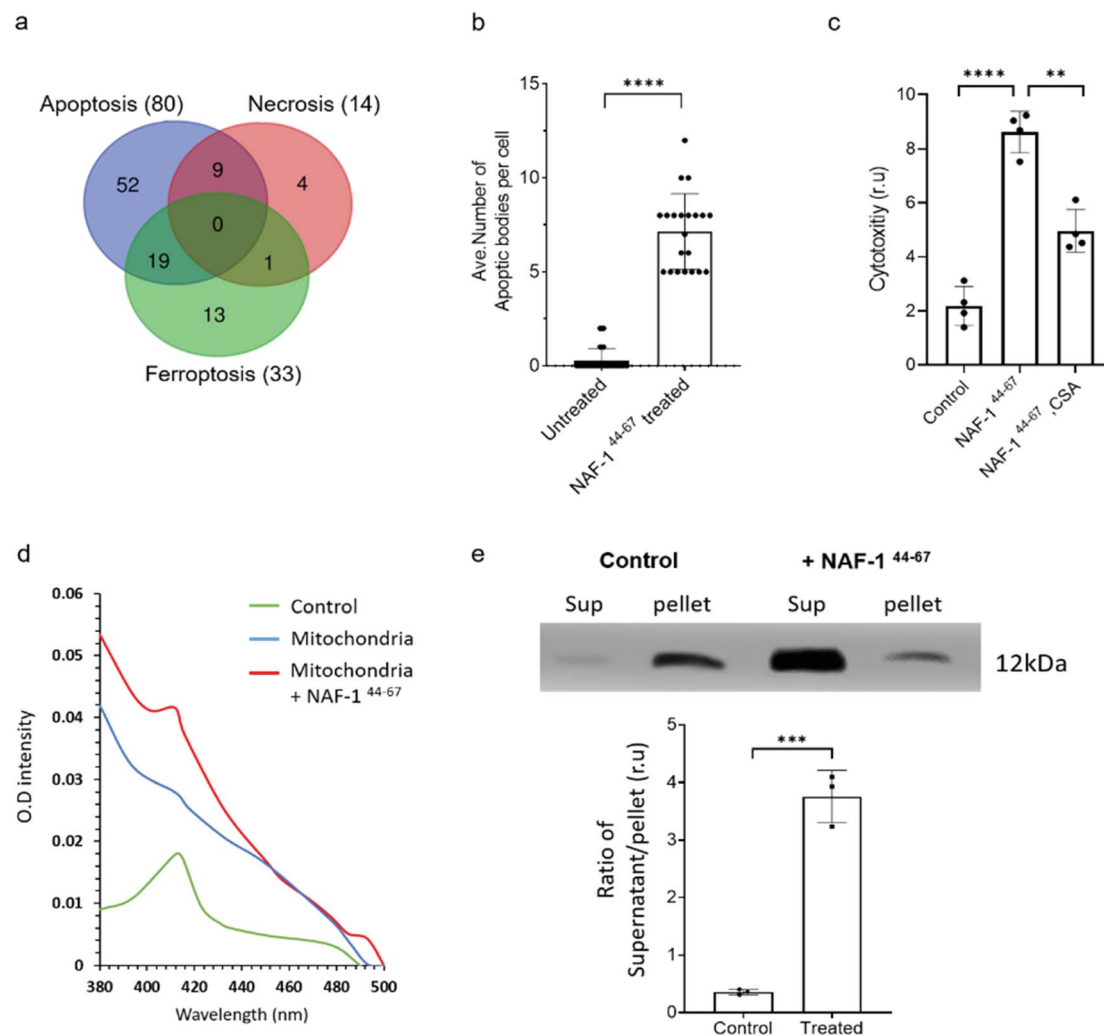 a
Apoptosis (80)
Necrosis (14)
52
9
4
0
19
1
13
Ferroptosis (33)
b
****
15
10
5
0
Ave.Number of
Apoptic bodies per cell
Untreated
NAF-1 44-67 treated
c
****
**
10
8
6
4
2
0
Cytotoxitiy (r.u)
Control
NAF-1 44-67
NAF-1 44-67 ,CSA
d
0.06
0.05
0.04
0.03
0.02
0.01
0
O.D intensity
Control
Mitochondria
Mitochondria
+ NAF-1 44-67
380
400
420
440
460
480
500
Wavelength (nm)
e
Control
+ NAF-1 44-67
Sup
pellet
Sup
pellet
12kDa
5
4
3
2
1
0
Ratio of
Supernatant/pellet (r.u)
***
Control
Treated